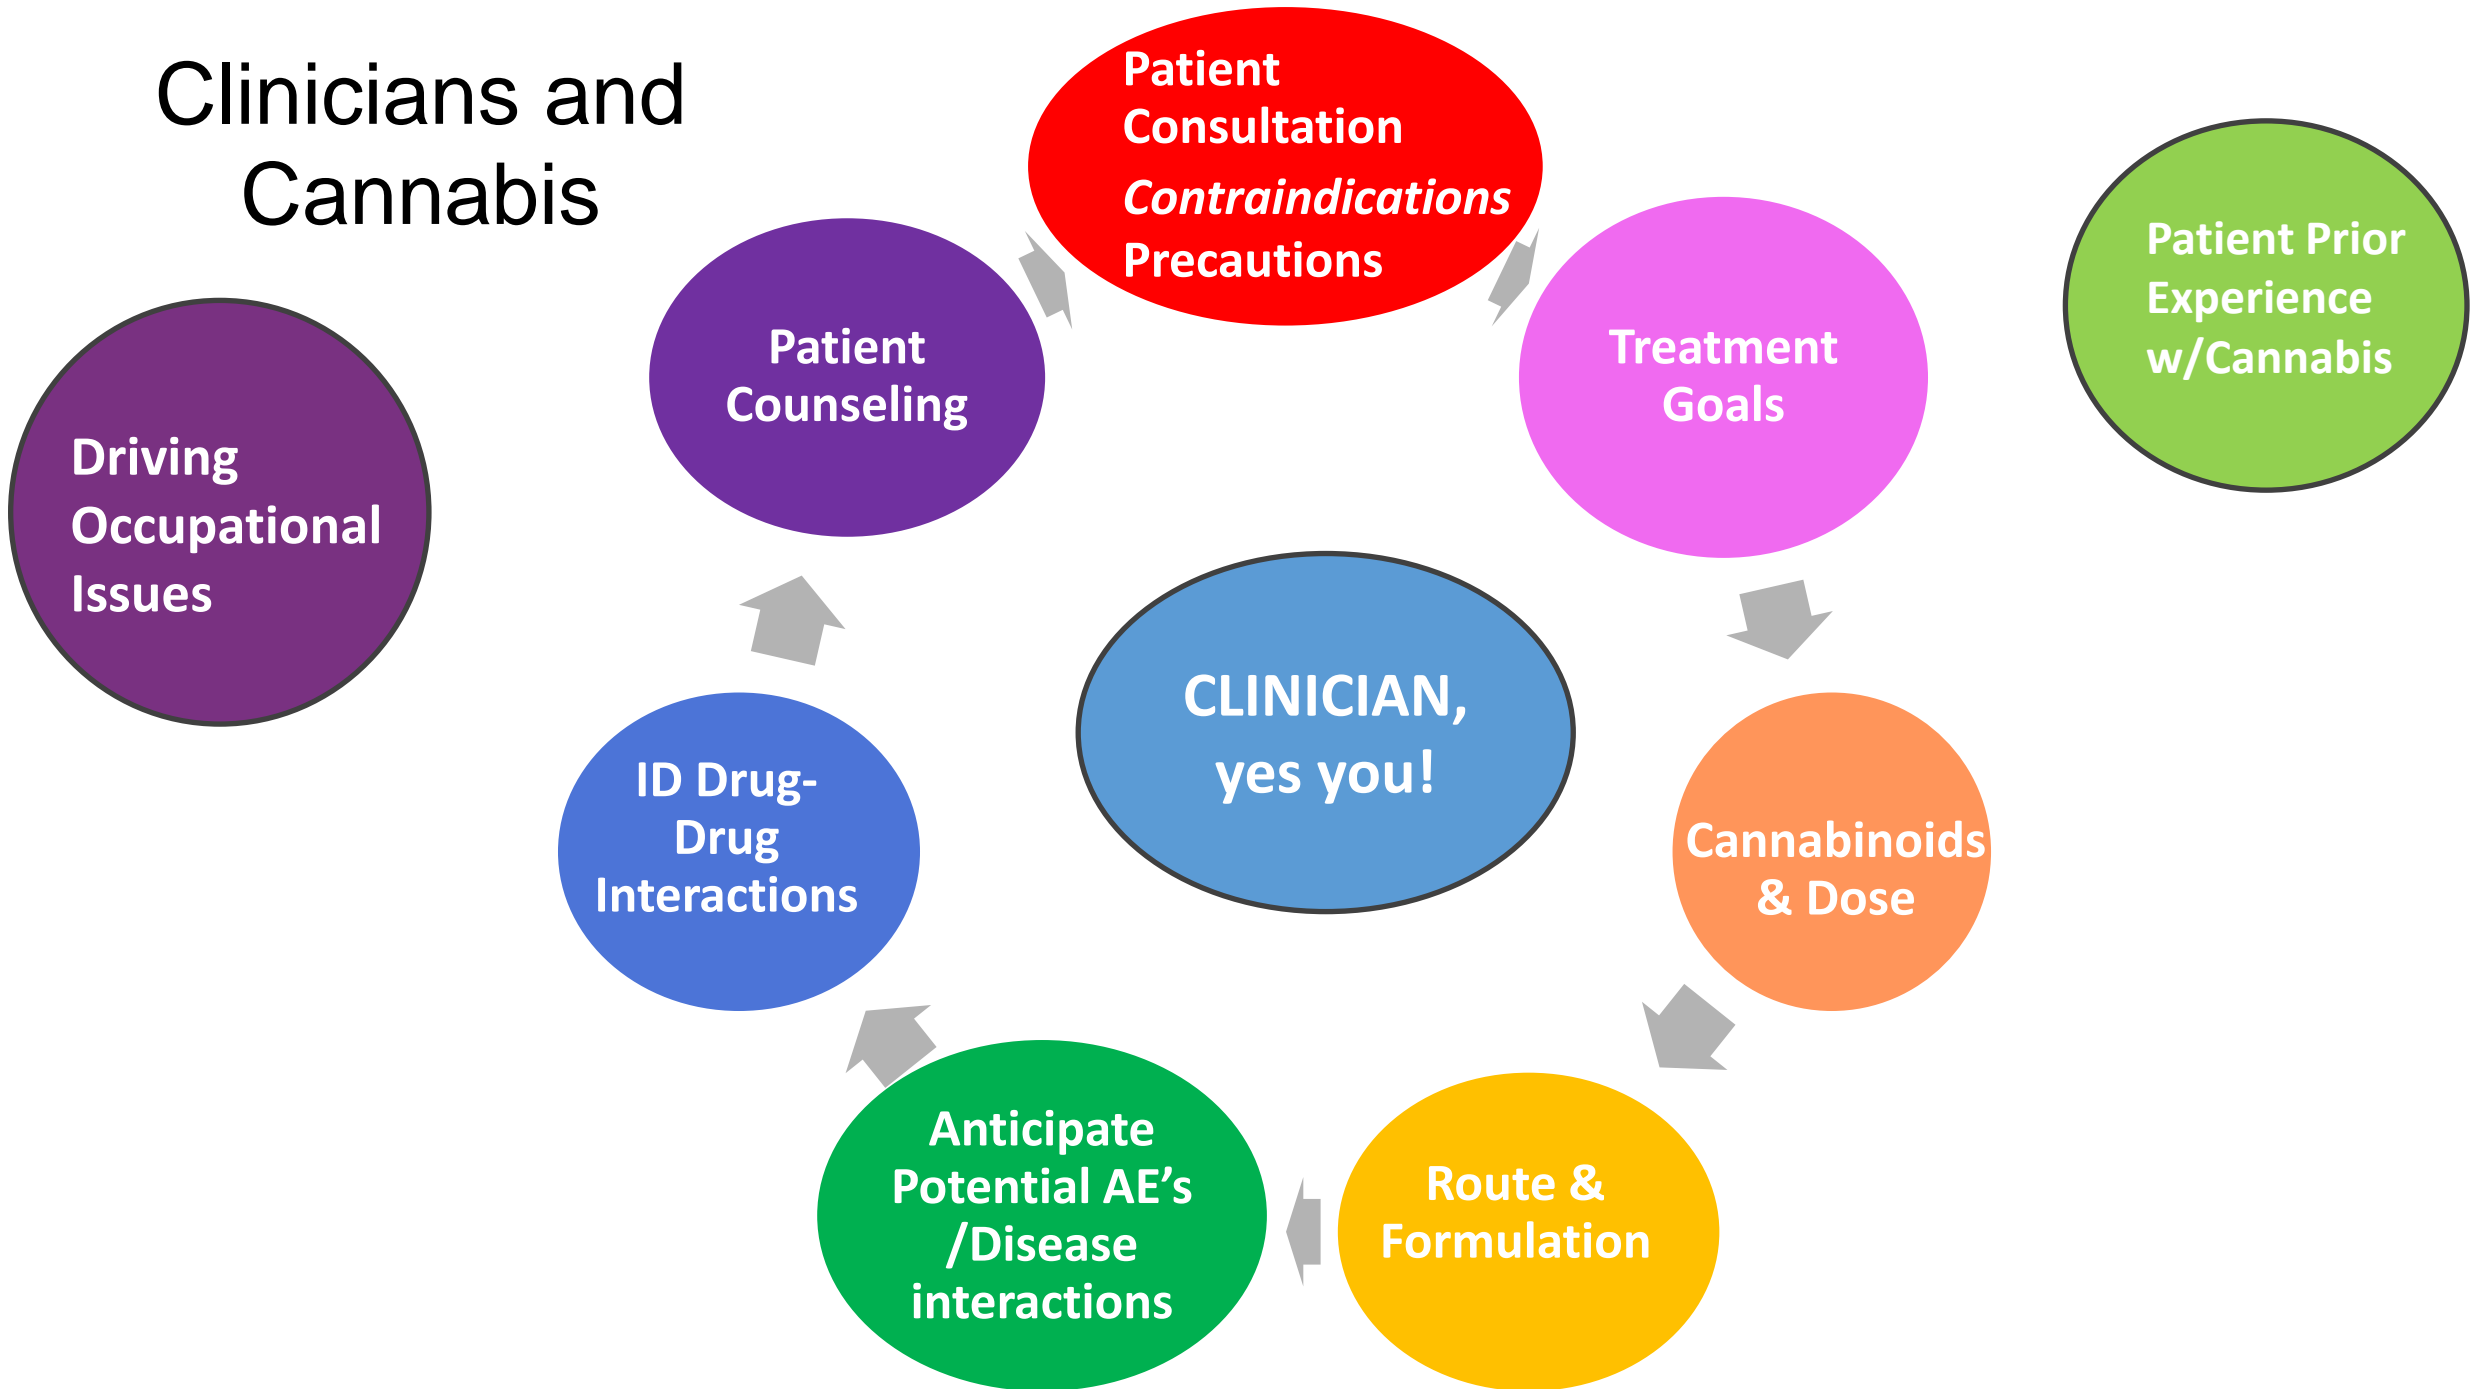 Clinicians and
Cannabis
Patient
Consultation
Contraindications
Precautions
Patient Prior
Experience
w/Cannabis
Treatment
Goals
Patient
Counseling
Driving
Occupational
Issues
CLINICIAN,
yes you!
ID Drug-
Drug
Interactions
Cannabinoids
& Dose
Anticipate
Potential AE’s
/Disease
interactions
Route &
Formulation